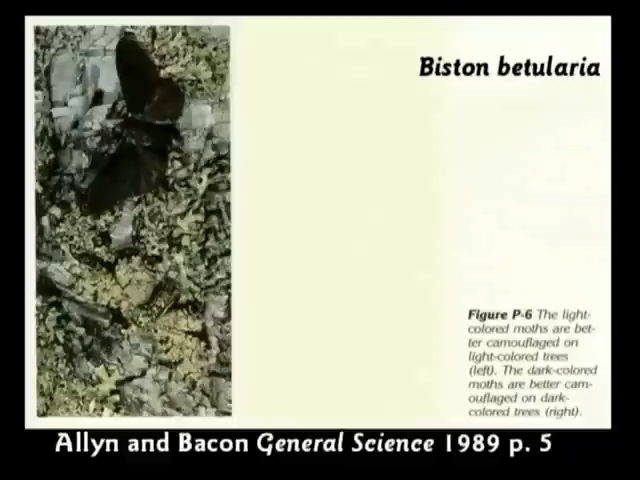 Biston betularia
Figure P-6 The light-
colored moths are bet-
ter camouflaged on
light-colored trees
(left). The dark-colored
moths are better cam-
ouflaged on dark-
colored trees (right).
Allyn and Bacon General Science 1989 p. 5